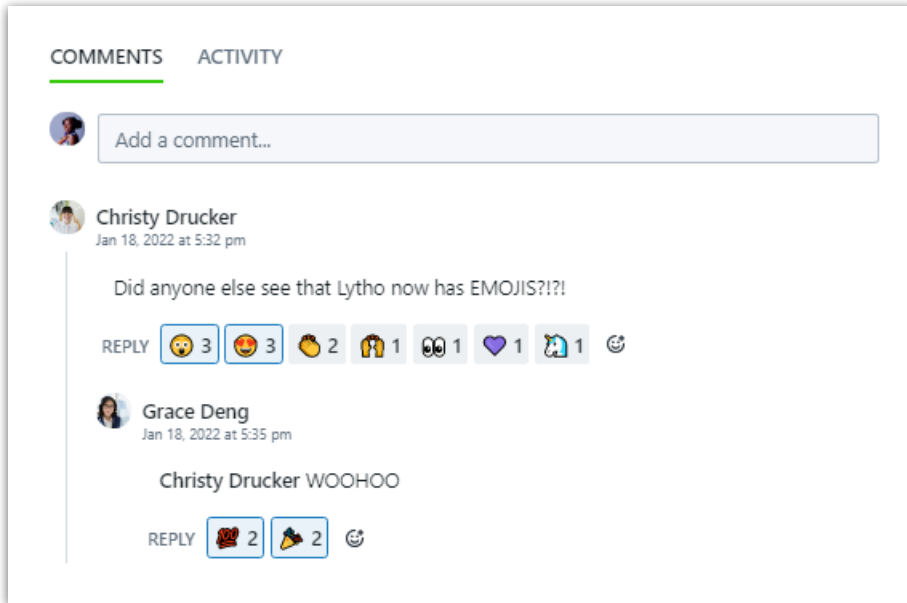 COMMENTS ACTIVITY
Add a comment...
Christy Drucker
Jan 18, 2022 at 5:32 pm
Did anyone else see that Lytho now has EMOJIS?!?!
REPLY 😮 3 😍 3 👏 2 🙌 1 👀 1 💜 1 🦄 1
Grace Deng
Jan 18, 2022 at 5:35 pm
Christy Drucker WOOHOO
REPLY 💯 2 🎉 2